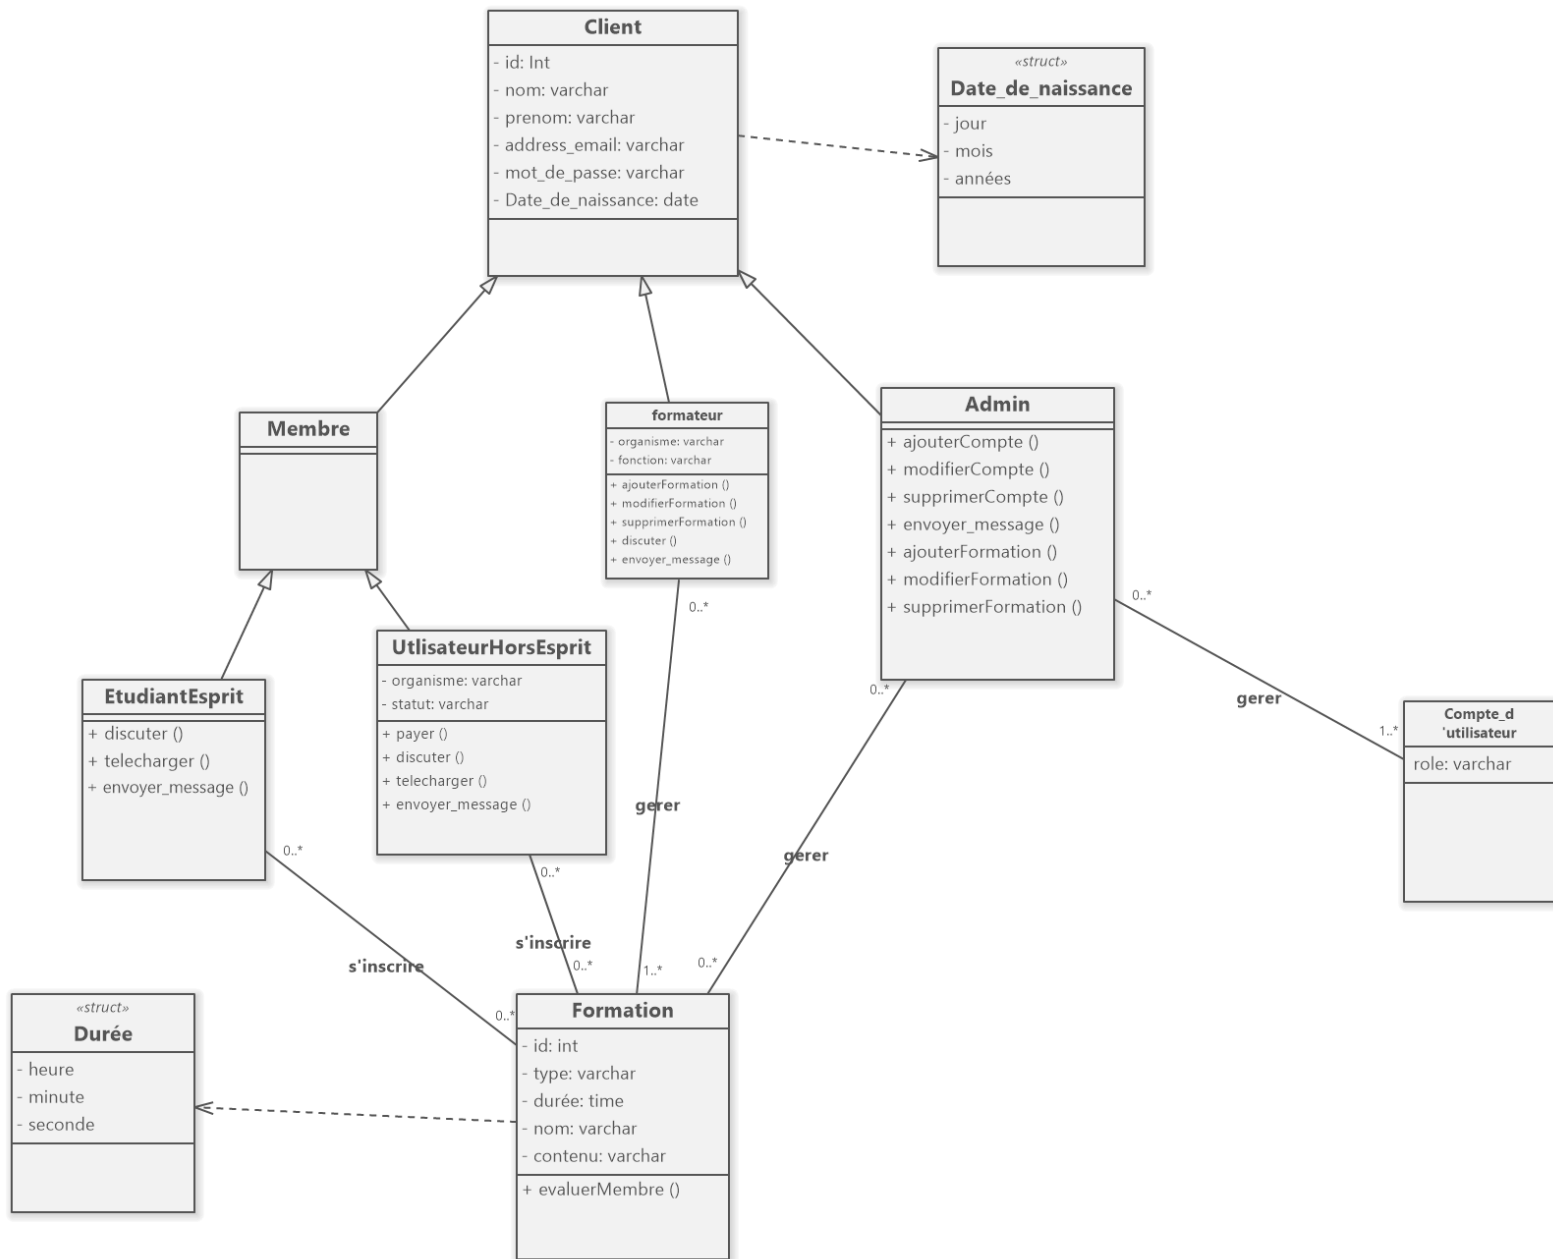 Client
- id: Int
- nom: varchar
- prenom: varchar
- address_email: varchar
- mot_de_passe: varchar
- Date_de_naissance: date
«struct»
Date_de_naissance
- jour
- mois
- années
Membre
formateur
- organisme: varchar
- fonction: varchar
+ ajouterFormation ()
+ modifierFormation ()
+ supprimerFormation ()
+ discuter ()
+ envoyer_message ()
Admin
+ ajouterCompte ()
+ modifierCompte ()
+ supprimerCompte ()
+ envoyer_message ()
+ ajouterFormation ()
+ modifierFormation ()
+ supprimerFormation ()
EtudiantEsprit
+ discuter ()
+ telecharger ()
+ envoyer_message ()
UtlisateurHorsEsprit
- organisme: varchar
- statut: varchar
+ payer ()
+ discuter ()
+ telecharger ()
+ envoyer_message ()
0..*
0..*
0..*
gerer
1..*
Compte_d
'utilisateur
role: varchar
gerer
gerer
0..*
0..*
s'inscrire
s'inscrire
0..*
0..*
1..*
0..*
«struct»
Durée
- heure
- minute
- seconde
Formation
- id: int
- type: varchar
- durée: time
- nom: varchar
- contenu: varchar
+ evaluerMembre ()